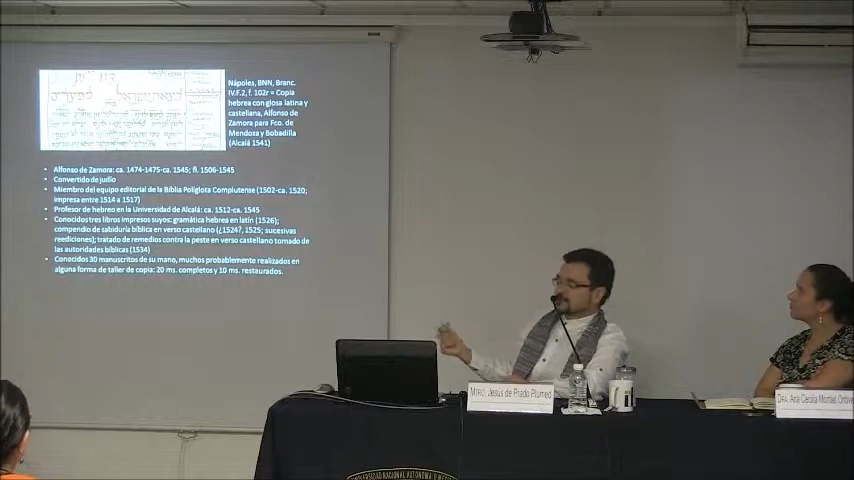 Nápoles, BNN, Branc.
IV.F.2, f. 102r = Copia
hebrea con glosa latina y
castellana, Alfonso de
Zamora para Fco. de
Mendoza y Bobadilla
(Alcalá 1541)
• Alfonso de Zamora: ca. 1474-1475-ca. 1545; fl. 1506-1545
• Convertido de judío
• Miembro del equipo editorial de la Biblia Políglota Complutense (1502-ca. 1520;
impresa entre 1514 a 1517)
• Profesor de hebreo en la Universidad de Alcalá: ca. 1512-ca. 1545
• Conocidos tres libros impresos suyos: gramática hebrea en latín (1526);
compendio de sabiduría bíblica en verso castellano (¿1524?, 1525; sucesivas
reediciones); tratado de remedios contra la peste en verso castellano tomado de
las autoridades bíblicas (1534)
• Conocidos 30 manuscritos de su mano, muchos probablemente realizados en
alguna forma de taller de copia: 20 ms. completos y 10 ms. restaurados.
MTRO. Jesús de Prado Plumed
DRA. Ana Cecilia Montiel Ontiveros
UNIVERSIDAD NACIONAL AUTÓNOMA D